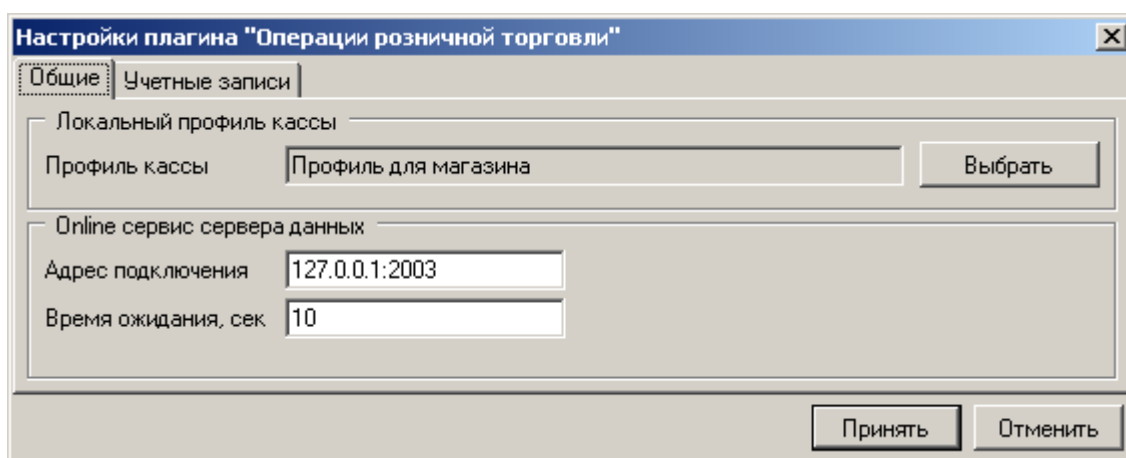 Настройки плагина "Операции розничной торговли"
Общие Учетные записи
Локальный профиль кассы
Профиль кассы Профиль для магазина Выбрать
Online сервис сервера данных
Адрес подключения 127.0.0.1:2003
Время ожидания, сек 10
Принять Отменить